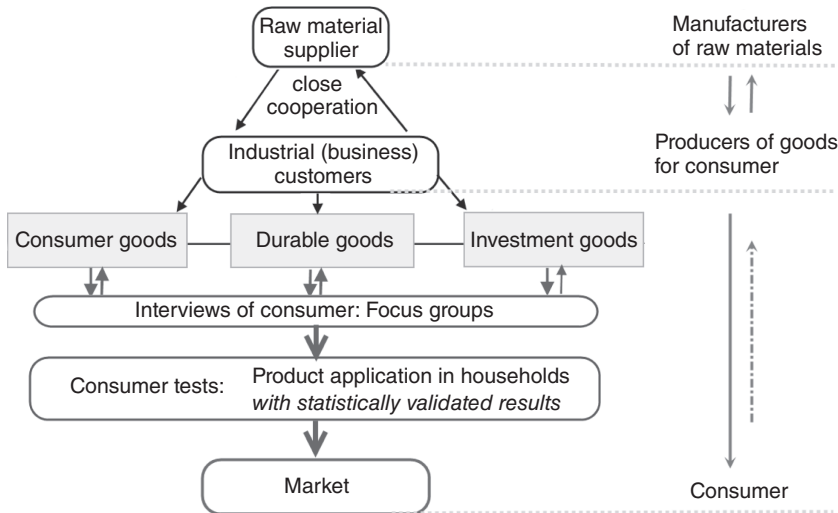 Raw material
supplier
Manufacturers
of raw materials
close
cooperation
Industrial (business)
customers
Producers of goods
for consumer
Consumer goods
Durable goods
Investment goods
Interviews of consumer: Focus groups
Consumer tests: Product application in households
with statistically validated results
Market
Consumer